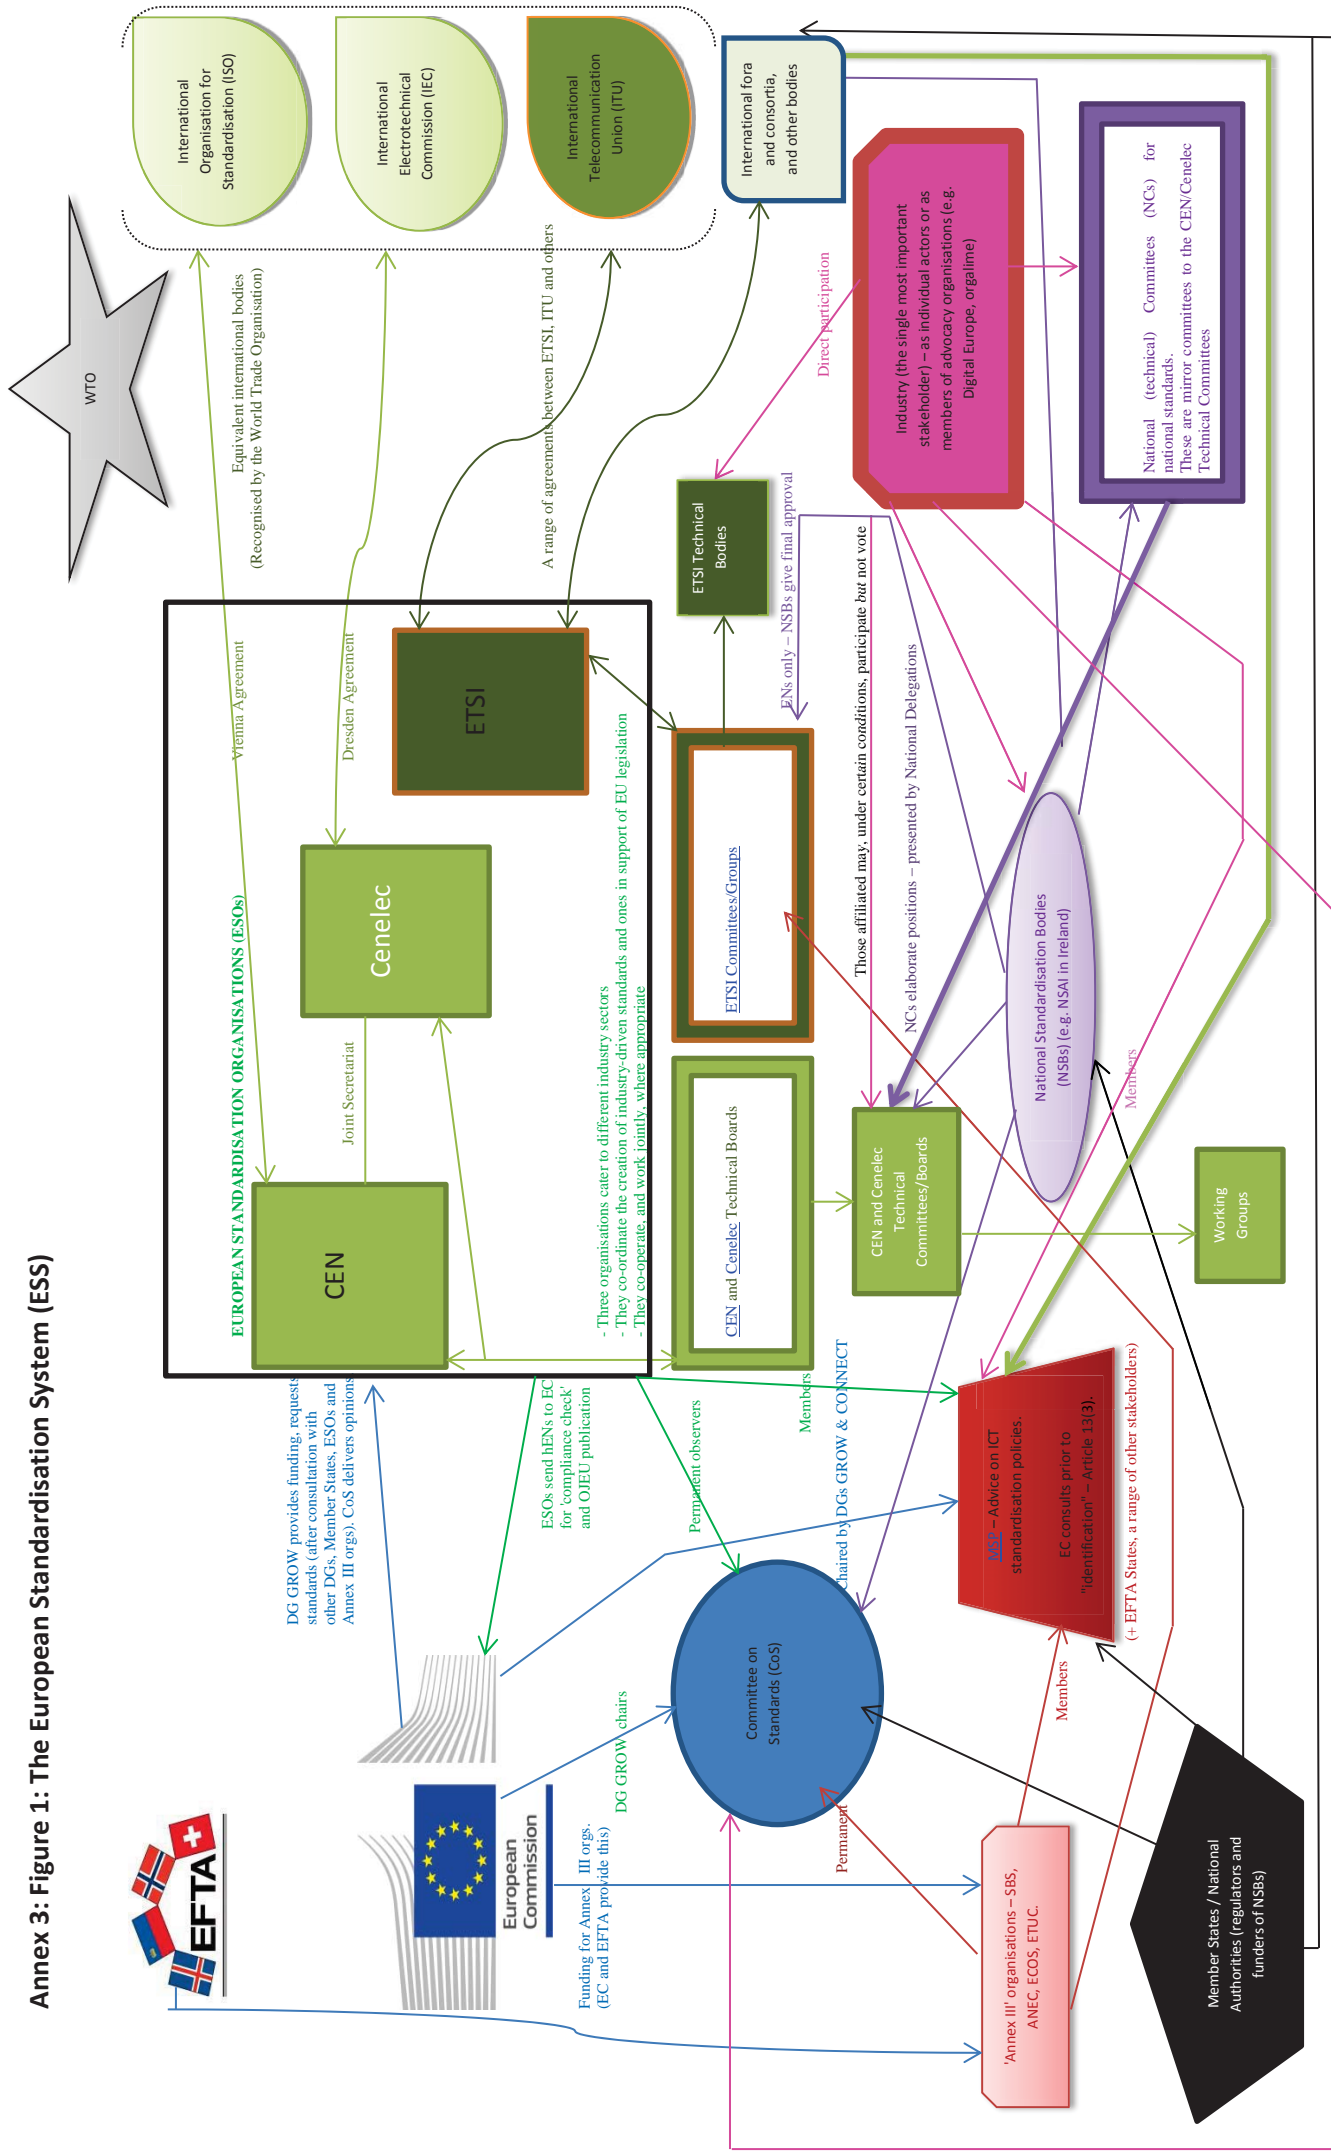 Annex 3: Figure 1: The European Standardisation System (ESS)
WTO
EFTA
European
Commission
DG GROW provides funding, requests
standards (after consultation with
other DGs, Member States, ESOs and
Annex III orgs). CoS delivers opinions
EUROPEAN STANDARDISATION ORGANISATIONS (ESOs)
CEN
Joint Secretariat
Cenelec
ETSI
Vienna Agreement
Dresden Agreement
Equivalent international bodies
(Recognised by the World Trade Organisation)
International
Organisation for
Standardisation (ISO)
International
Electrotechnical
Commission (IEC)
International
Telecommunication
Union (ITU)
A range of agreements between ETSI, ITU and others
- Three organisations cater to different industry sectors
- They co-ordinate the creation of industry-driven standards and ones in support of EU legislation
- They co-operate, and work jointly, where appropriate
ESOs send hENs to EC
for 'compliance check'
and OJEU publication
Funding for Annex III orgs.
(EC and EFTA provide this)
DG GROW chairs
Permanent observers
Members
Committee on
Standards (CoS)
Chaired by DGs GROW & CONNECT
Permanent
CEN and Cenelec Technical Boards
ETSI Committees/Groups
ETSI Technical
Bodies
International fora
and consortia,
and other bodies
ENs only – NSBs give final approval
Direct participation
Those affiliated may, under certain conditions, participate but not vote
NCs elaborate positions – presented by National Delegations
CEN and Cenelec
Technical
Committees/Boards
Industry (the single most important
stakeholder) – as individual actors or as
members of advocacy organisations (e.g.
Digital Europe, orgalime)
MSP – Advice on ICT
standardisation policies.
EC consults prior to
"identification" – Article 13(3).
(+ EFTA States, a range of other stakeholders)
Members
Members
National Standardisation Bodies
(NSBs) (e.g. NSAI in Ireland)
National (technical) Committees (NCs) for
national standards.
These are mirror committees to the CEN/Cenelec
Technical Committees
'Annex III' organisations – SBS,
ANEC, ECOS, ETUC.
Working
Groups
Member States / National
Authorities (regulators and
funders of NSBs)